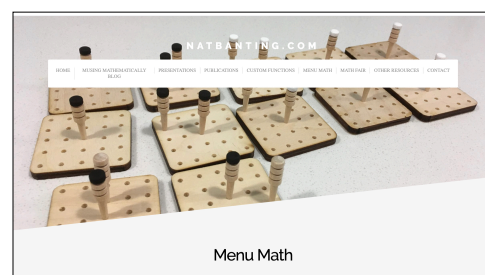 NATBANTING.COM
HOME MUSING MATHEMATICALLY BLOG PRESENTATIONS PUBLICATIONS CUSTOM FUNCTIONS MENU MATH MATH FAIR OTHER RESOURCES CONTACT
Menu Math